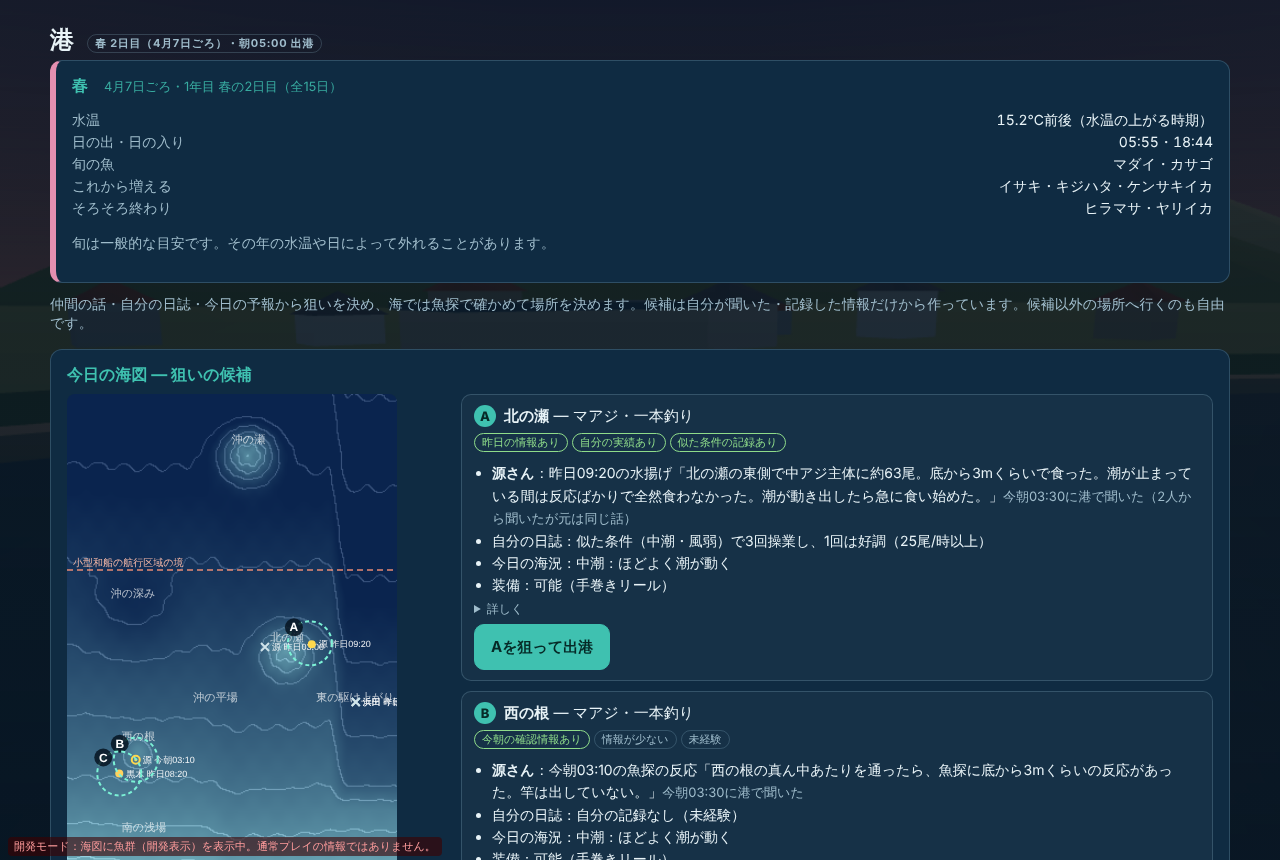 港 春 2日目（4月7日ごろ）・朝05:00 出港
春 4月7日ごろ・1年目 春の2日目（全15日）
水温 15.2℃前後（水温の上がる時期）
日の出・日の入り 05:55・18:44
旬の魚 マダイ・カサゴ
これから増える イサキ・キジハタ・ケンサキイカ
そろそろ終わり ヒラマサ・ヤリイカ
旬は一般的な目安です。その年の水温や日によって外れることがあります。
仲間の話・自分の日誌・今日の予報から狙いを決め、海では魚探で確かめて場所を決めます。候補は自分が聞いた・記録した情報だけから作っています。候補以外の場所へ行くのも自由
です。
今日の海図 — 狙いの候補
沖の瀬
小型和船の航行区域の境
沖の深み
A
北の瀬
源 昨日03:00
源 昨日09:20
沖の平場
東の駆け上がり
浜田 昨日
西の根
B
C
源 今朝03:10
黒木 昨日08:20
南の浅場
A 北の瀬 — マアジ・一本釣り
昨日の情報あり 自分の実績あり 似た条件の記録あり
• 源さん：昨日09:20の水揚げ「北の瀬の東側で中アジ主体に約63尾。底から3mくらいで食った。潮が止まって
いる間は反応ばかりで全然食わなかった。潮が動き出したら急に食い始めた。」今朝03:30に港で聞いた（2人か
ら聞いたが元は同じ話）
• 自分の日誌：似た条件（中潮・風弱）で3回操業し、1回は好調（25尾/時以上）
• 今日の海況：中潮：ほどよく潮が動く
• 装備：可能（手巻きリール）
▶ 詳しく
Aを狙って出港
B 西の根 — マアジ・一本釣り
今朝の確認情報あり 情報が少ない 未経験
• 源さん：今朝03:10の魚探の反応「西の根の真ん中あたりを通ったら、魚探に底から3mくらいの反応があっ
た。竿は出していない。」今朝03:30に港で聞いた
• 自分の日誌：自分の記録なし（未経験）
• 今日の海況：中潮：ほどよく潮が動く
• 装備：可能（手巻きリール）
開発モード：海図に魚群（開発表示）を表示中。通常プレイの情報ではありません。